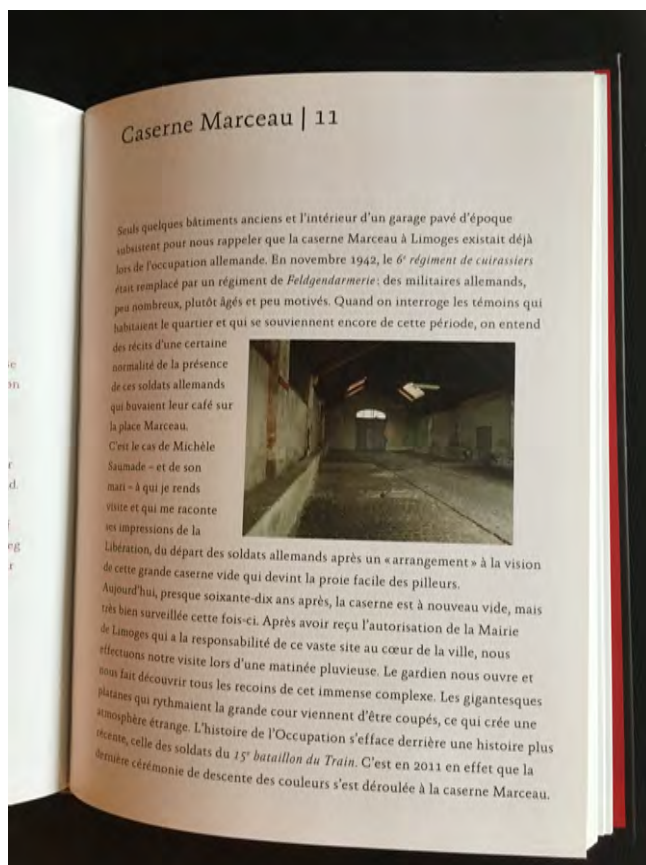 Caserne Marceau | 11
Seuls quelques bâtiments anciens et l'intérieur d'un garage pavé d'époque
subsistent pour nous rappeler que la caserne Marceau à Limoges existait déjà
lors de l'occupation allemande. En novembre 1942, le 6e régiment de cuirassiers
était remplacé par un régiment de Feldgendarmerie: des militaires allemands,
peu nombreux, plutôt âgés et peu motivés. Quand on interroge les témoins qui
habitaient le quartier et qui se souviennent encore de cette période, on entend
des récits d'une certaine
normalité de la présence
de ces soldats allemands
qui buvaient leur café sur
la place Marceau.
C'est le cas de Michèle
Saumade – et de son
mari – à qui je rends
visite et qui me raconte
ses impressions de la
Libération, du départ des soldats allemands après un « arrangement » à la vision
de cette grande caserne vide qui devint la proie facile des pilleurs.
Aujourd'hui, presque soixante-dix ans après, la caserne est à nouveau vide, mais
très bien surveillée cette fois-ci. Après avoir reçu l'autorisation de la Mairie
de Limoges qui a la responsabilité de ce vaste site au cœur de la ville, nous
effectuons notre visite lors d'une matinée pluvieuse. Le gardien nous ouvre et
nous fait découvrir tous les recoins de cet immense complexe. Les gigantesques
platanes qui rythmaient la grande cour viennent d'être coupés, ce qui crée une
atmosphère étrange. L'histoire de l'Occupation s'efface derrière une histoire plus
récente, celle des soldats du 15e bataillon du Train. C'est en 2011 en effet que la
dernière cérémonie de descente des couleurs s'est déroulée à la caserne Marceau.